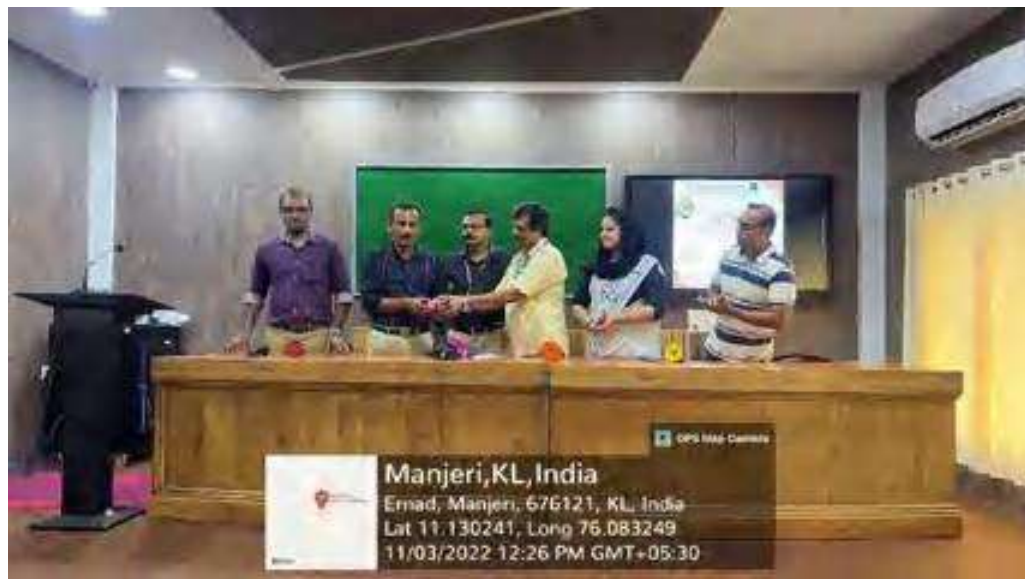 GPS Map Camera
Manjeri,KL,India
Ernad, Manjeri, 676121, KL, India
Lat 11.130241, Long 76.083249
11/03/2022 12:26 PM GMT+05:30